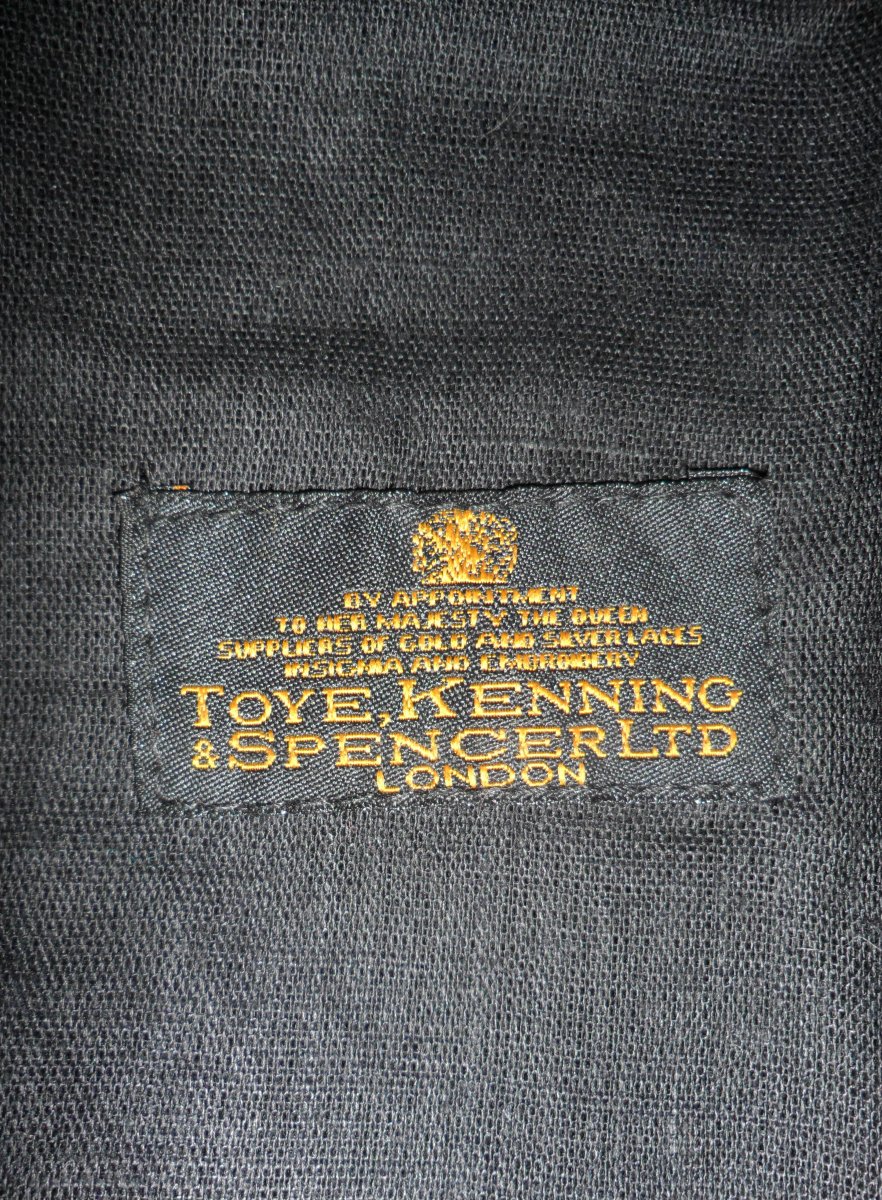 BY APPOINTMENT
TO HER MAJESTY THE QUEEN
SUPPLIERS OF GOLD AND SILVER LACES
INSIGNIA AND EMBROIDERY
TOYE, KENNING
& SPENCER LTD
LONDON